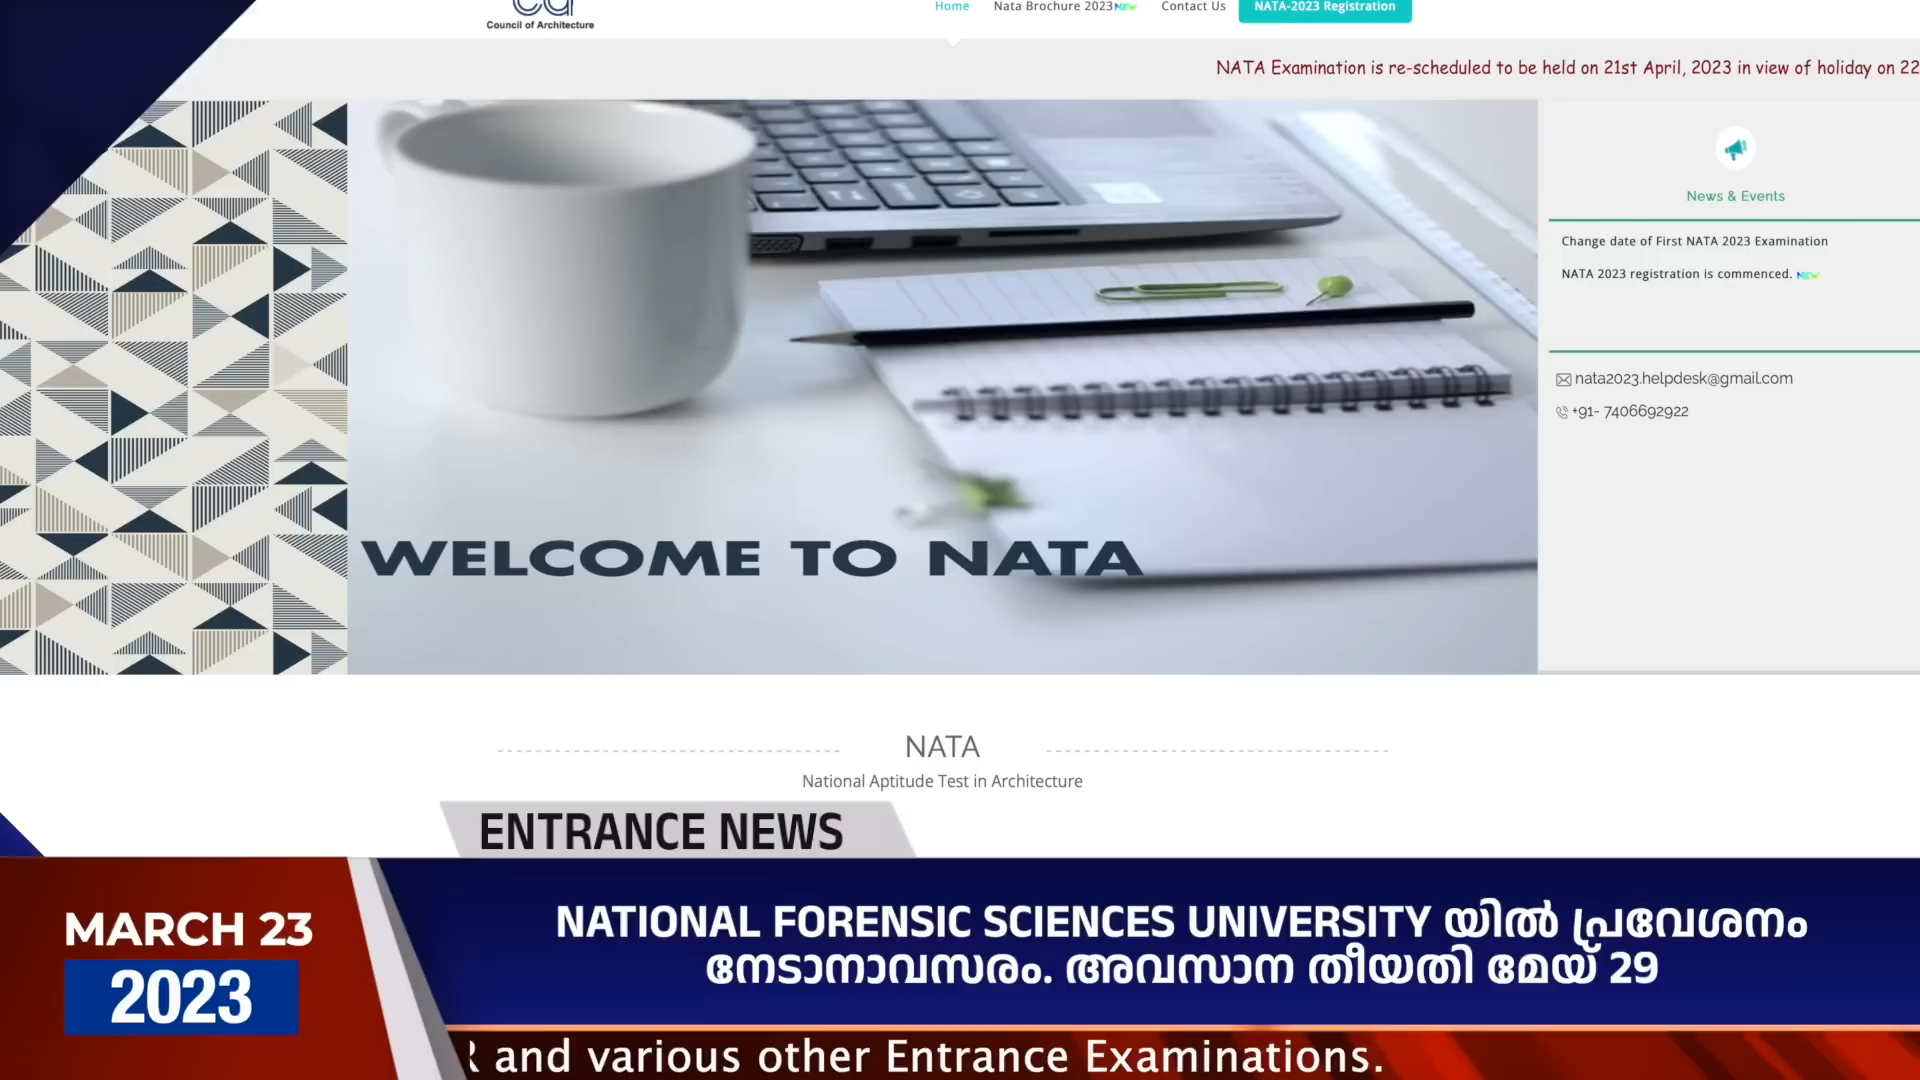 Council of Architecture
Home Nata Brochure 2023 NEW Contact Us NATA-2023 Registration
NATA Examination is re-scheduled to be held on 21st April, 2023 in view of holiday on 22
News & Events
Change date of First NATA 2023 Examination
NATA 2023 registration is commenced. NEW
nata2023.helpdesk@gmail.com
+91- 7406692922
WELCOME TO NATA
NATA
National Aptitude Test in Architecture
ENTRANCE NEWS
MARCH 23
2023
NATIONAL FORENSIC SCIENCES UNIVERSITY യിൽ പ്രവേശനം
നേടാനാവസരം. അവസാന തീയതി മേയ് 29
R and various other Entrance Examinations.